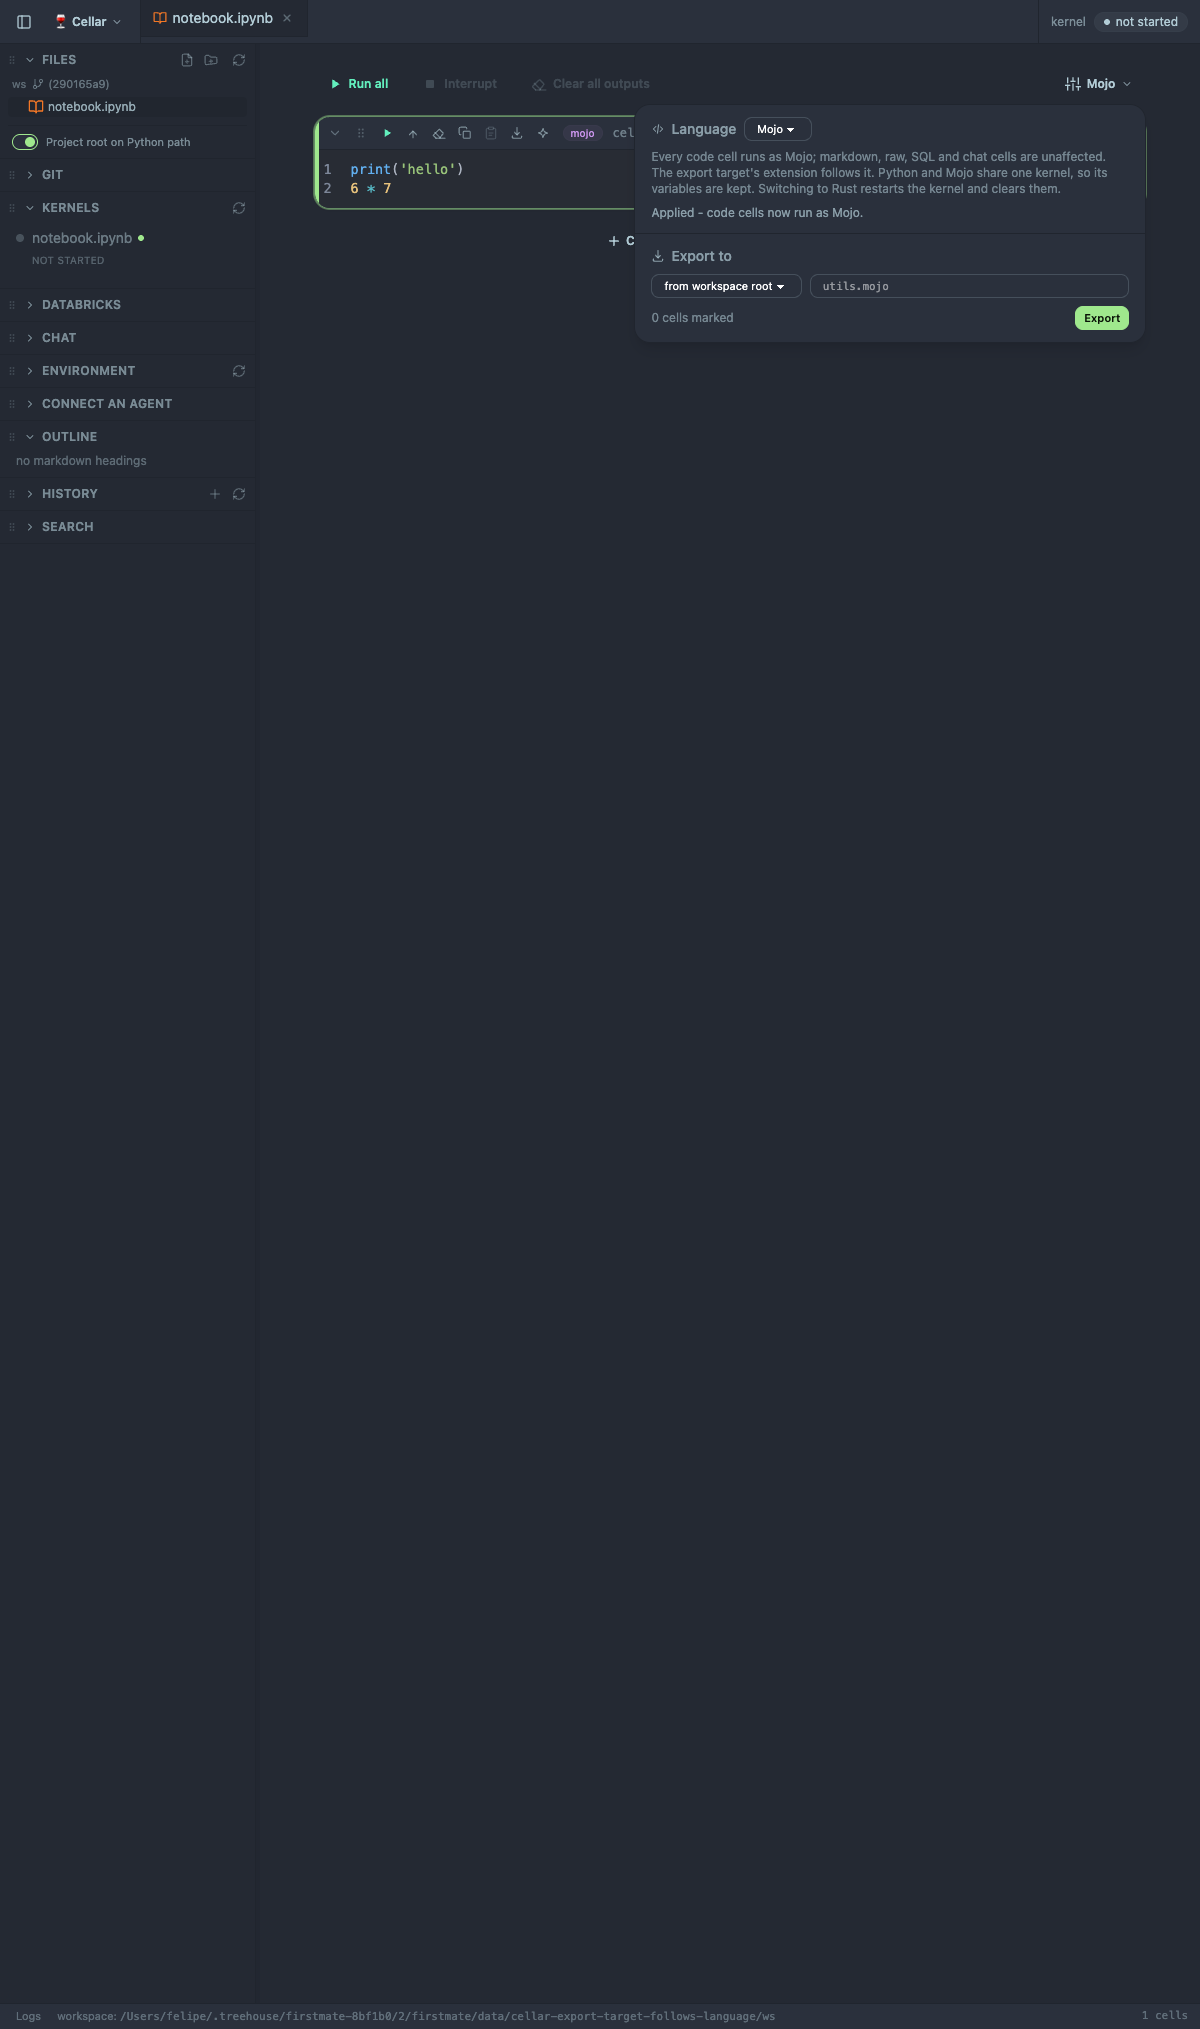 Cellar
notebook.ipynb
kernel
not started
FILES
ws (290165a9)
notebook.ipynb
Project root on Python path
GIT
KERNELS
notebook.ipynb
NOT STARTED
DATABRICKS
CHAT
ENVIRONMENT
CONNECT AN AGENT
OUTLINE
no markdown headings
HISTORY
SEARCH
Run all
Interrupt
Clear all outputs
Mojo
mojo
cel
1 print('hello')
2 6 * 7
+ C
Language
Mojo
Every code cell runs as Mojo; markdown, raw, SQL and chat cells are unaffected.
The export target's extension follows it. Python and Mojo share one kernel, so its
variables are kept. Switching to Rust restarts the kernel and clears them.
Applied - code cells now run as Mojo.
Export to
from workspace root
utils.mojo
0 cells marked
Export
Logs
workspace: /Users/felipe/.treehouse/firstmate-8bf1b0/2/firstmate/data/cellar-export-target-follows-language/ws
1 cells